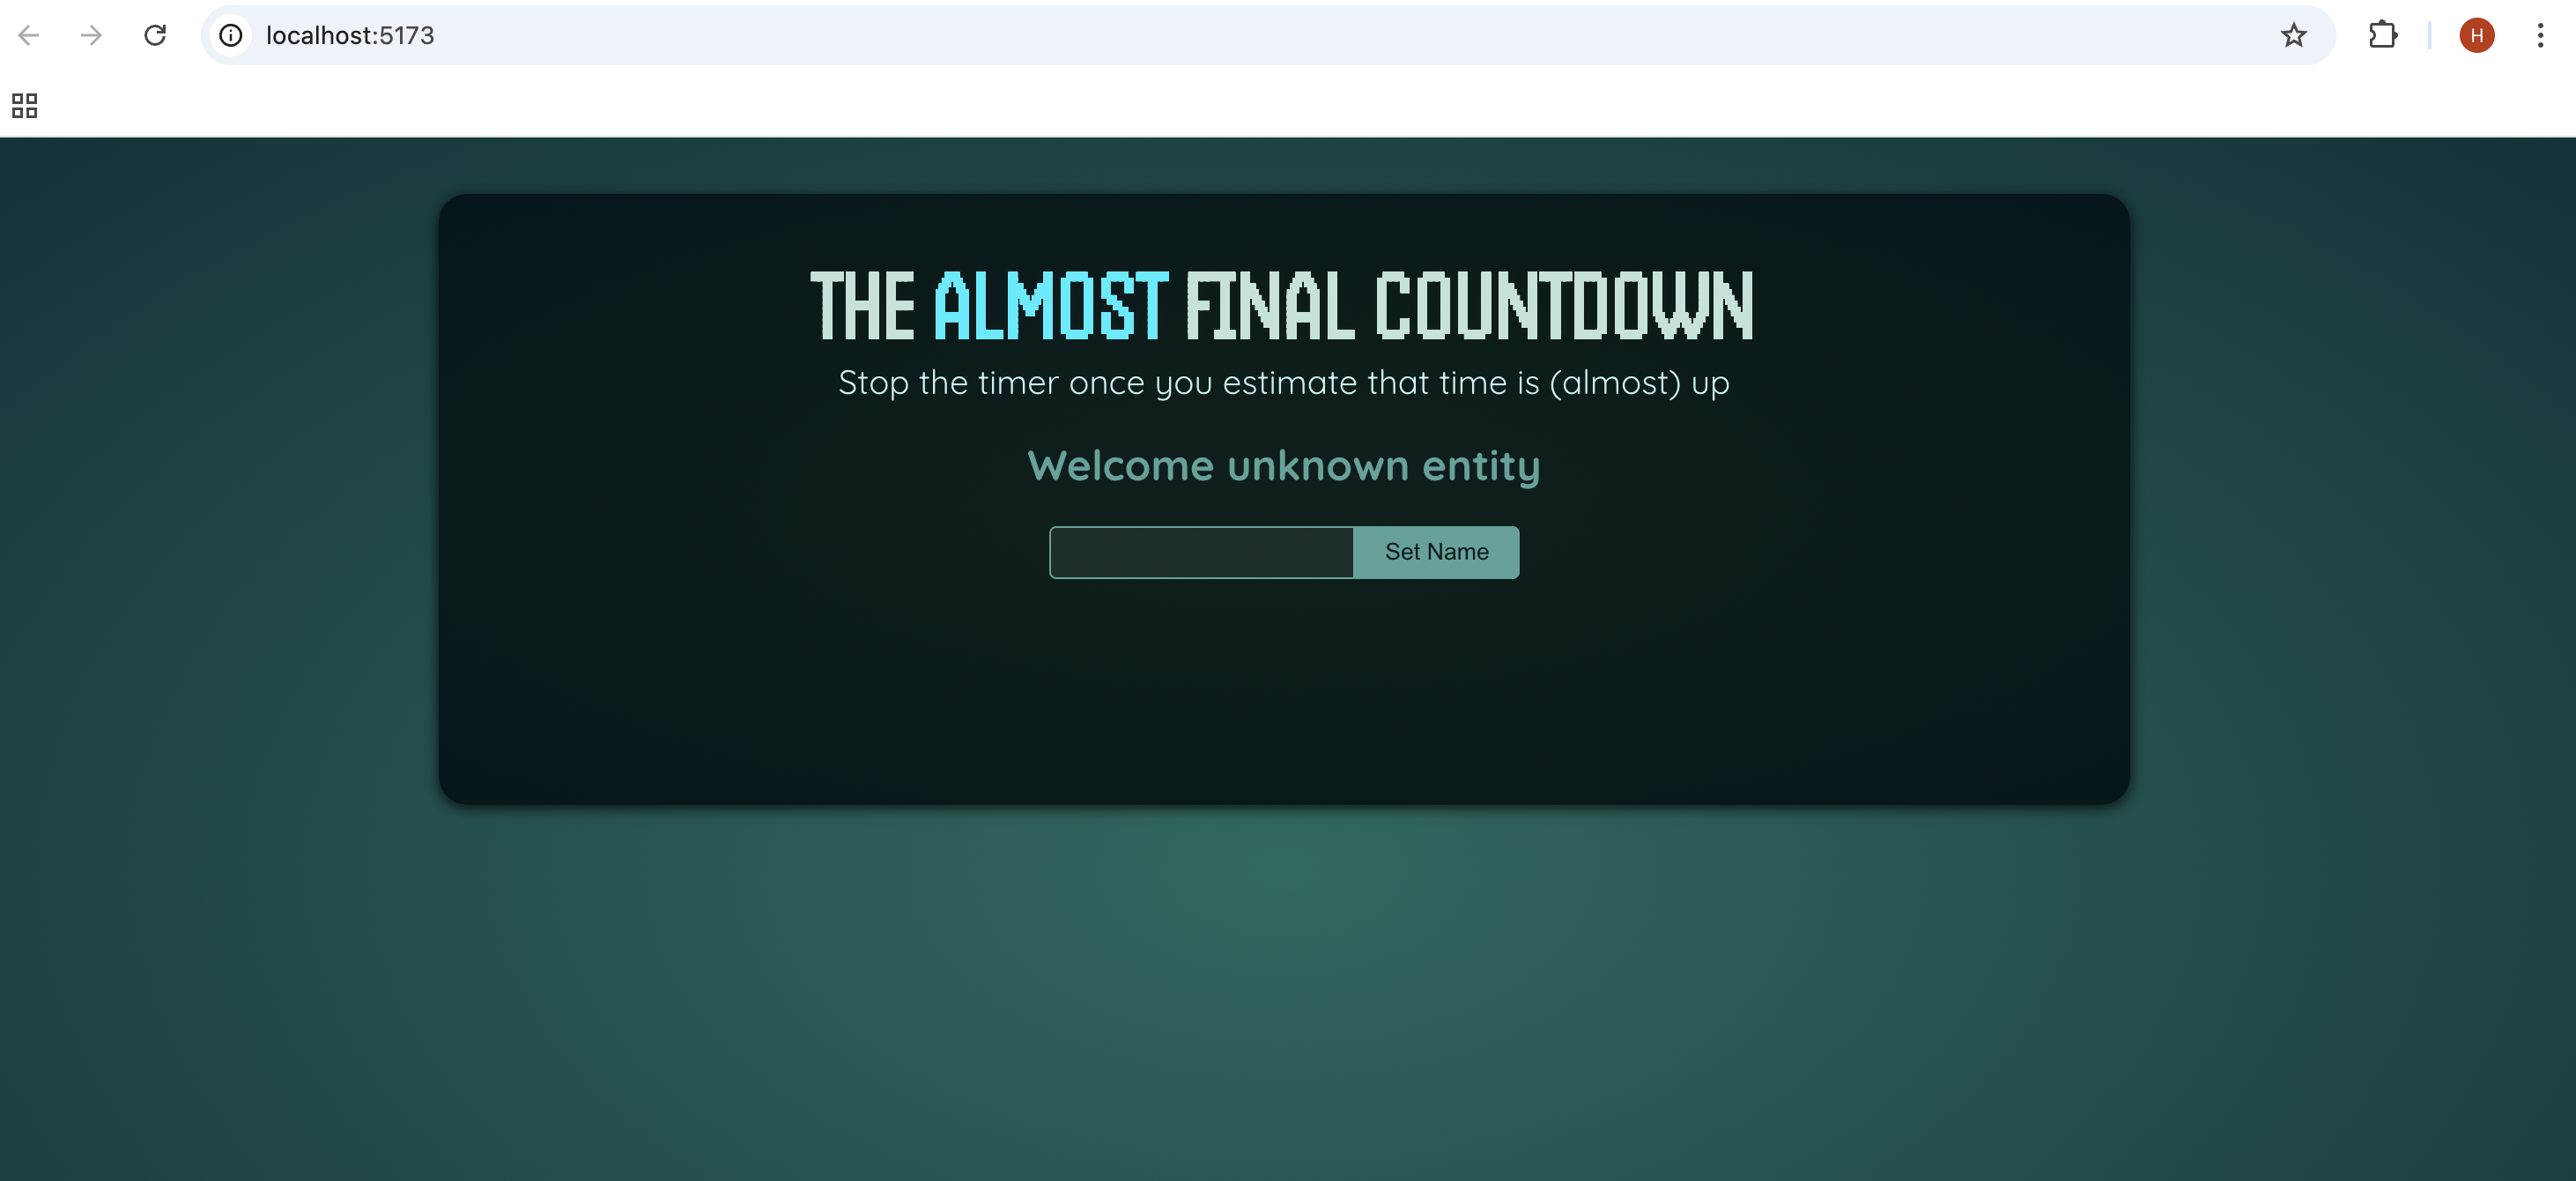 localhost:5173
H
THE ALMOST FINAL COUNTDOWN
Stop the timer once you estimate that time is (almost) up
Welcome unknown entity
Set Name